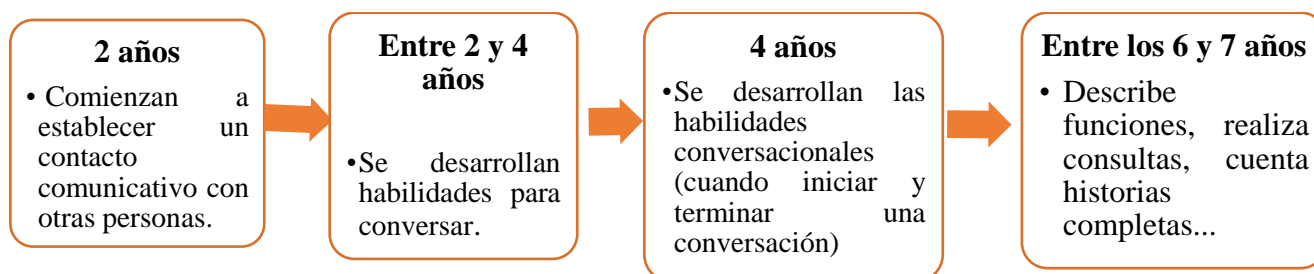 2 años
• Comienzan a
establecer un
contacto
comunicativo con
otras personas.
Entre 2 y 4
años
•Se desarrollan
habilidades para
conversar.
4 años
•Se desarrollan las
habilidades
conversacionales
(cuando iniciar y
terminar una
conversación)
Entre los 6 y 7 años
• Describe
funciones, realiza
consultas, cuenta
historias
completas...